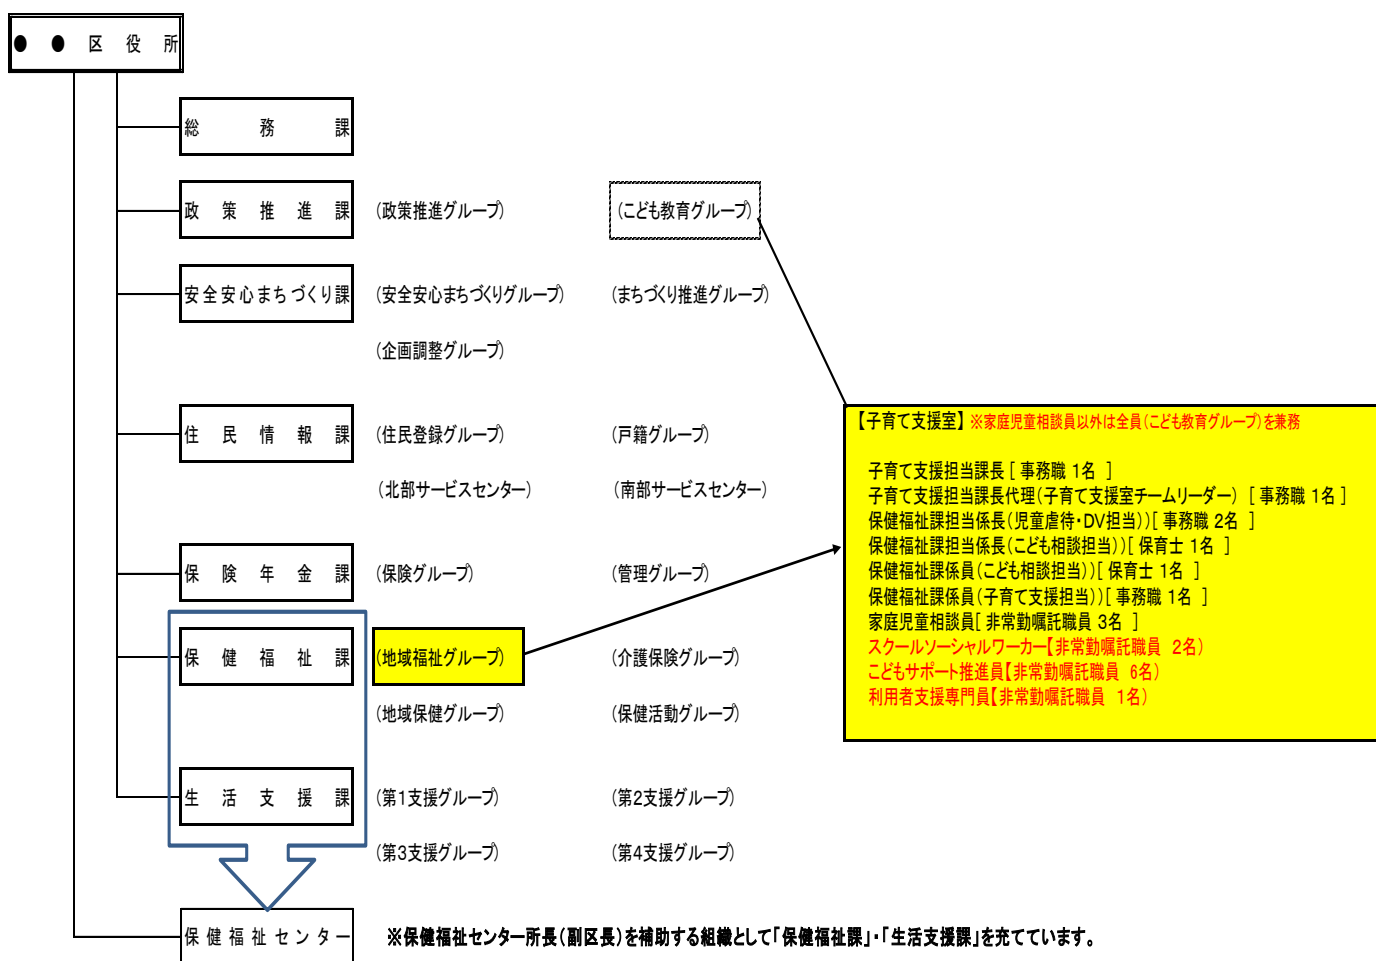 ●●区役所
総務課
政策推進課 (政策推進グループ) (こども教育グループ)
安全安心まちづくり課 (安全安心まちづくりグループ) (まちづくり推進グループ)
(企画調整グループ)
住民情報課 (住民登録グループ) (戸籍グループ)
(北部サービスセンター) (南部サービスセンター)
保険年金課 (保険グループ) (管理グループ)
保健福祉課 (地域福祉グループ) (介護保険グループ)
(地域保健グループ) (保健活動グループ)
生活支援課 (第1支援グループ) (第2支援グループ)
(第3支援グループ) (第4支援グループ)
保健福祉センター ※保健福祉センター所長(副区長)を補助する組織として「保健福祉課」・「生活支援課」を充てています。
【子育て支援室】※家庭児童相談員以外は全員(こども教育グループ)を兼務
子育て支援担当課長[ 事務職 1名 ]
子育て支援担当課長代理(子育て支援室チームリーダー) [ 事務職 1名 ]
保健福祉課担当係長(児童虐待・DV担当))[ 事務職 2名 ]
保健福祉課担当係長(こども相談担当))[ 保育士 1名 ]
保健福祉課係員(こども相談担当))[ 保育士 1名 ]
保健福祉課係員(子育て支援担当))[ 事務職 1名 ]
家庭児童相談員[ 非常勤嘱託職員 3名 ]
スクールソーシャルワーカー【非常勤嘱託職員 2名)
こどもサポート推進員【非常勤嘱託職員 6名)
利用者支援専門員【非常勤嘱託職員 1名)